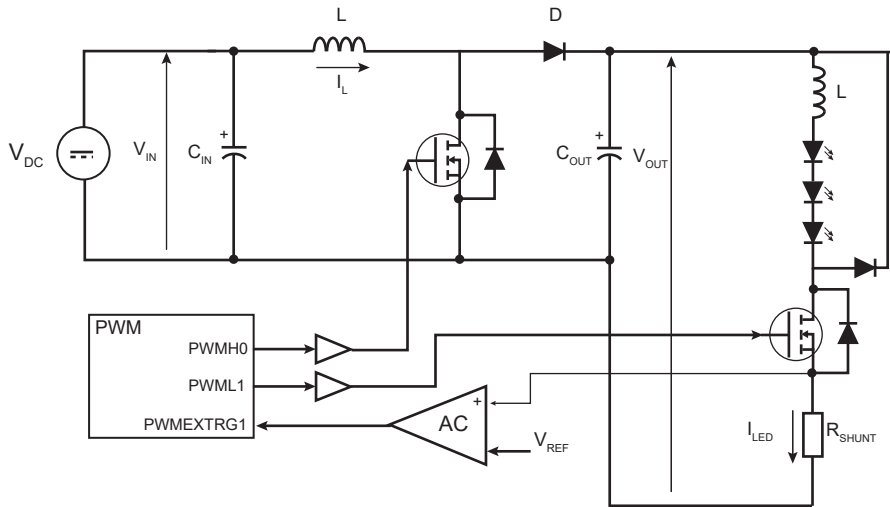 L
D
I_L
L
V_DC
V_IN
+
C_IN
+
C_OUT
V_OUT
PWM
PWMH0
PWML1
PWMEXTRG1
+
AC
V_REF
I_LED
R_SHUNT